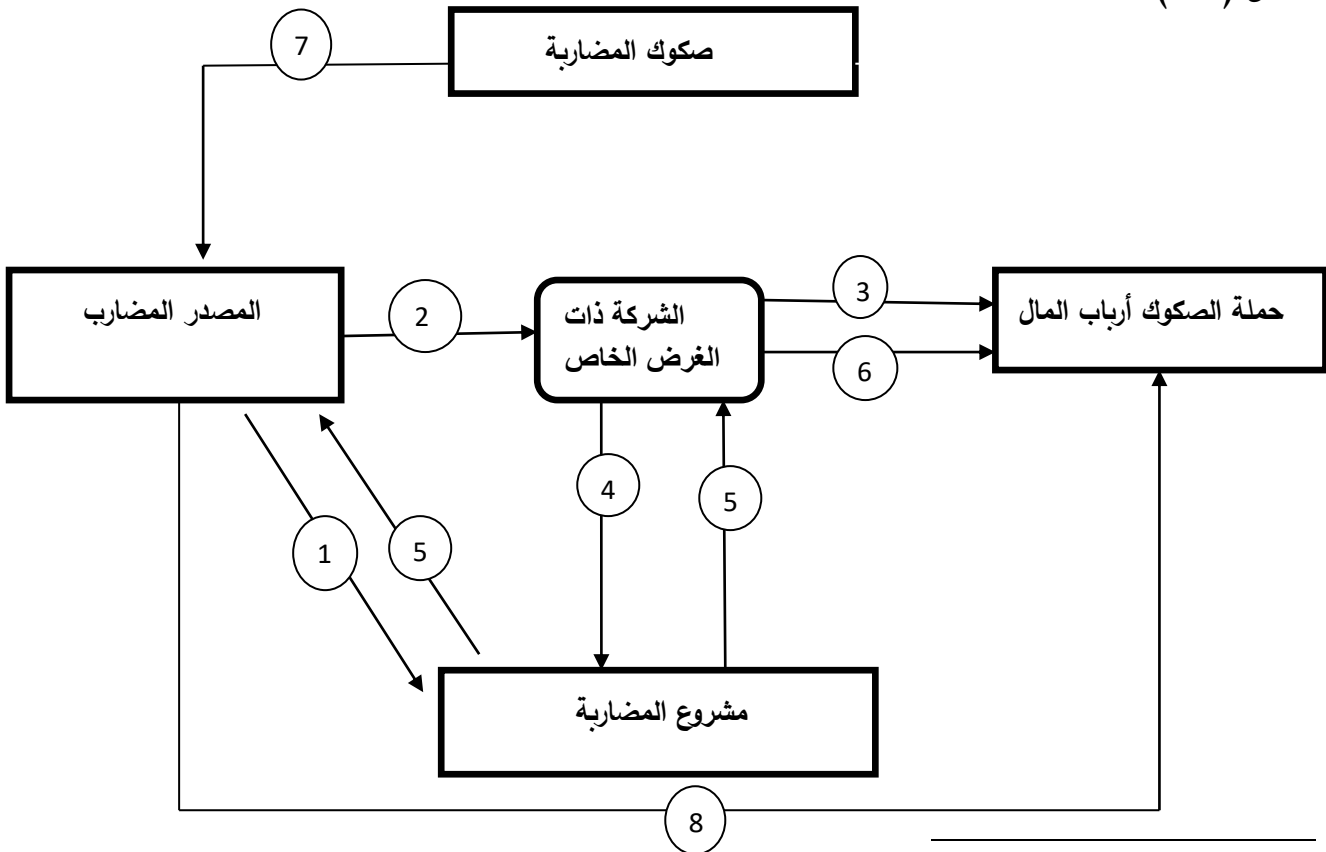 صكوك المضاربة
7
المصدر المضارب
2
الشركة ذات
الغرض الخاص
3
6
حملة الصكوك أرباب المال
1
5
4
5
مشروع المضاربة
8